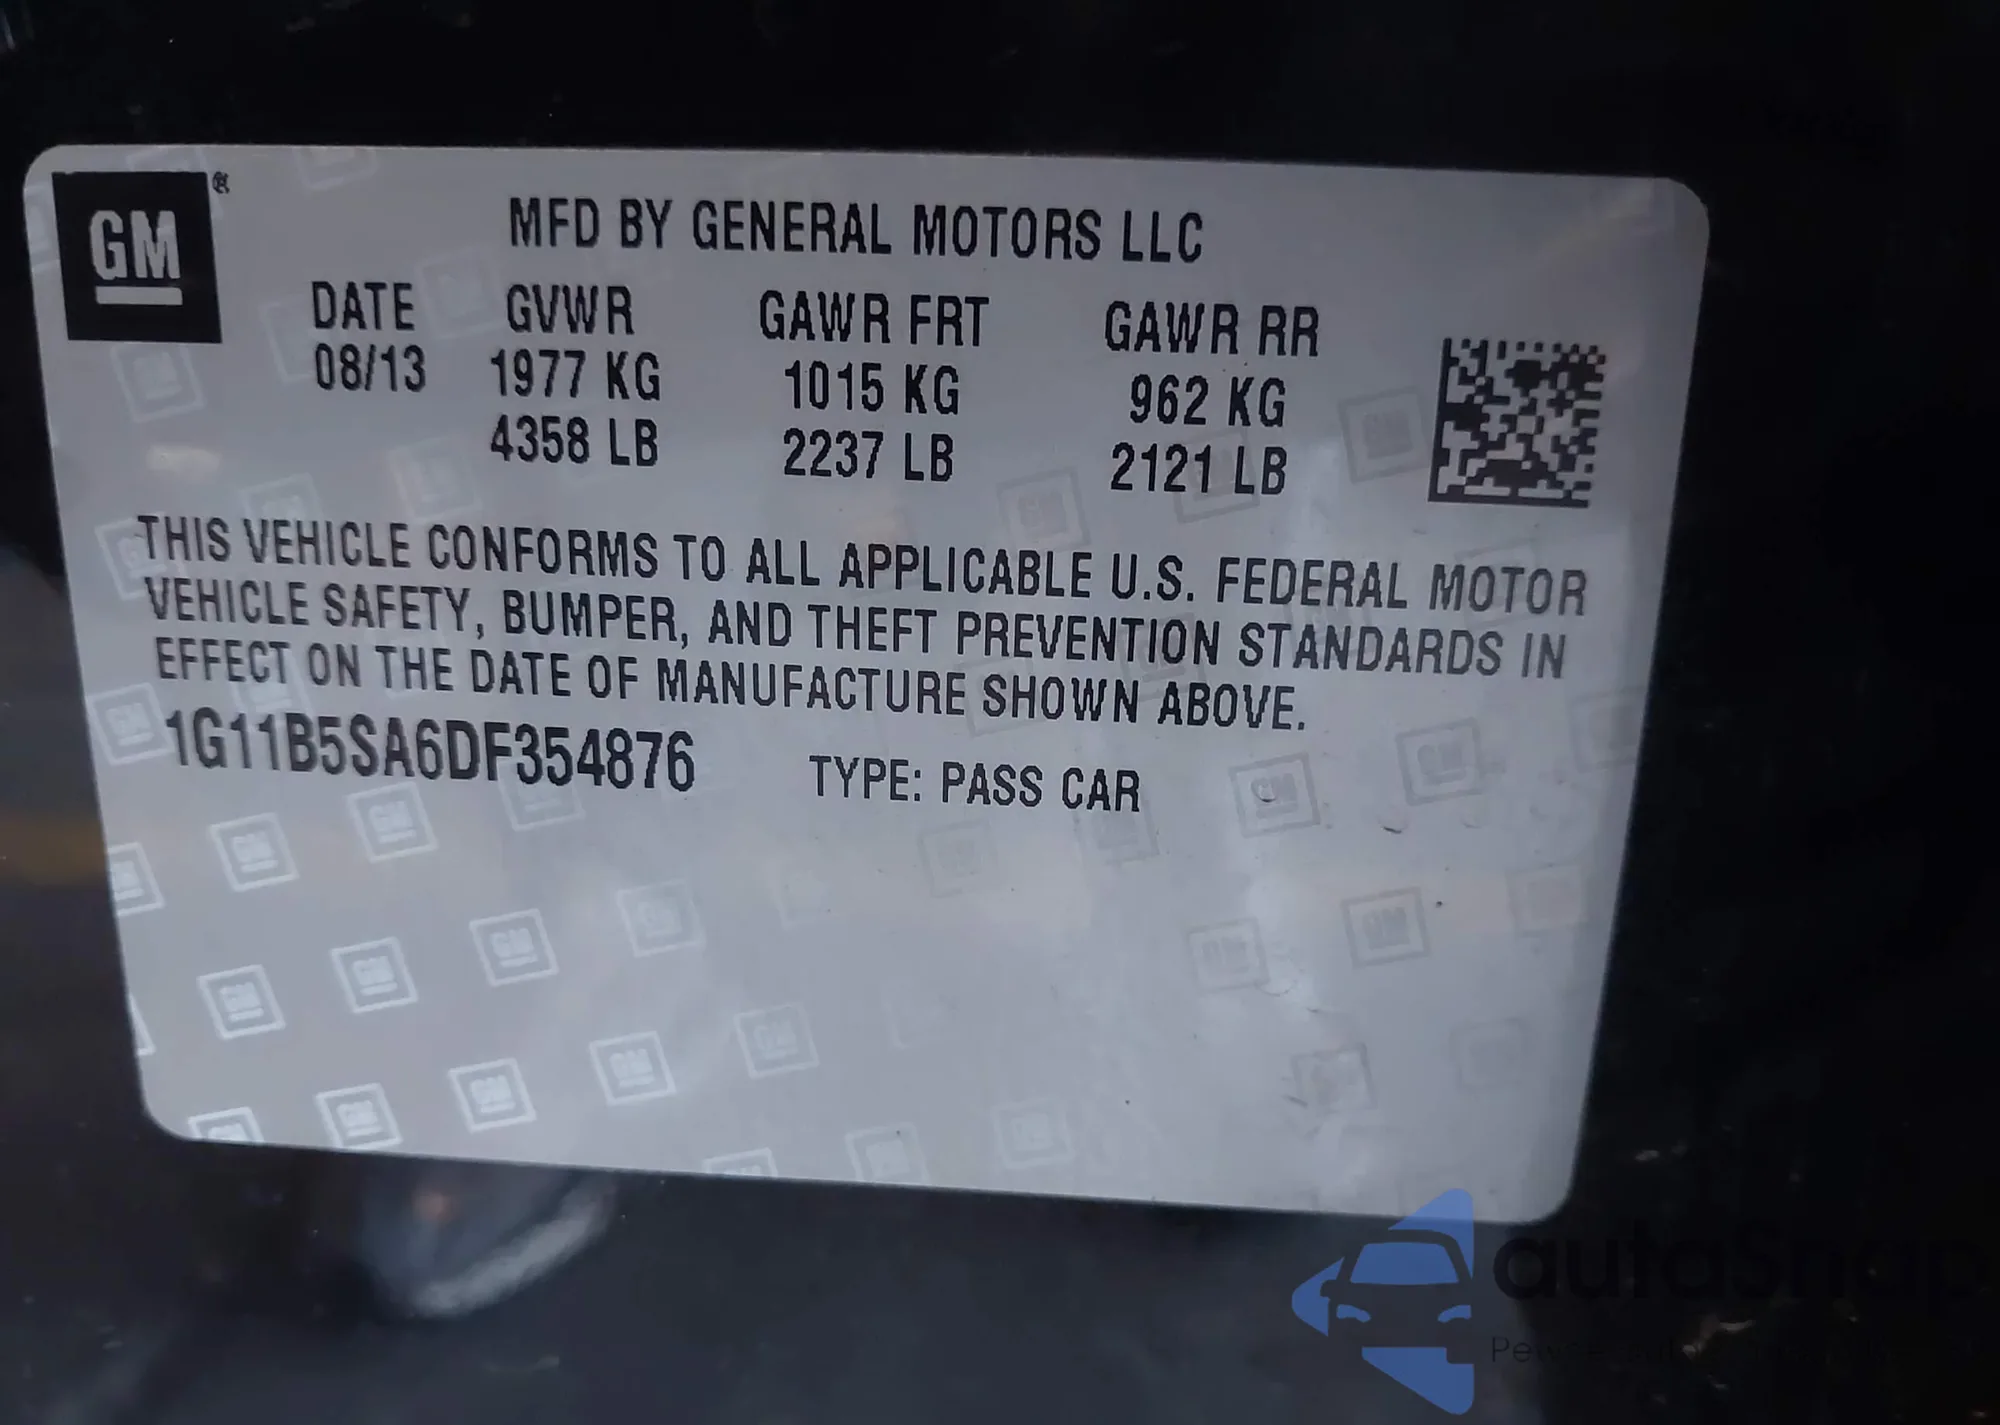 GM ®
MFD BY GENERAL MOTORS LLC
DATE GVWR GAWR FRT GAWR RR
08/13 1977 KG 1015 KG 962 KG
4358 LB 2237 LB 2121 LB
THIS VEHICLE CONFORMS TO ALL APPLICABLE U.S. FEDERAL MOTOR
VEHICLE SAFETY, BUMPER, AND THEFT PREVENTION STANDARDS IN
EFFECT ON THE DATE OF MANUFACTURE SHOWN ABOVE.
1G11B5SA6DF354876 TYPE: PASS CAR
autoSnap